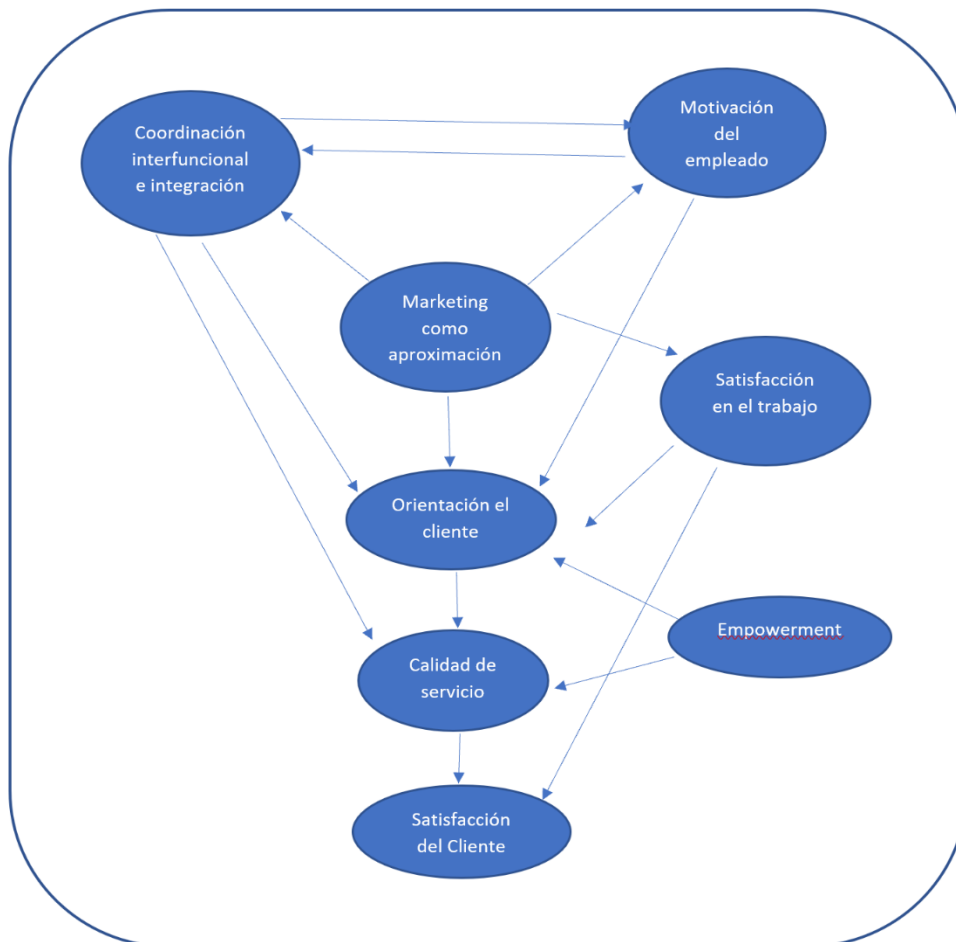 Coordinación
interfuncional
e integración
Motivación
del
empleado
Marketing
como
aproximación
Satisfacción
en el trabajo
Orientación el
cliente
Empowerment
Calidad de
servicio
Satisfacción
del Cliente